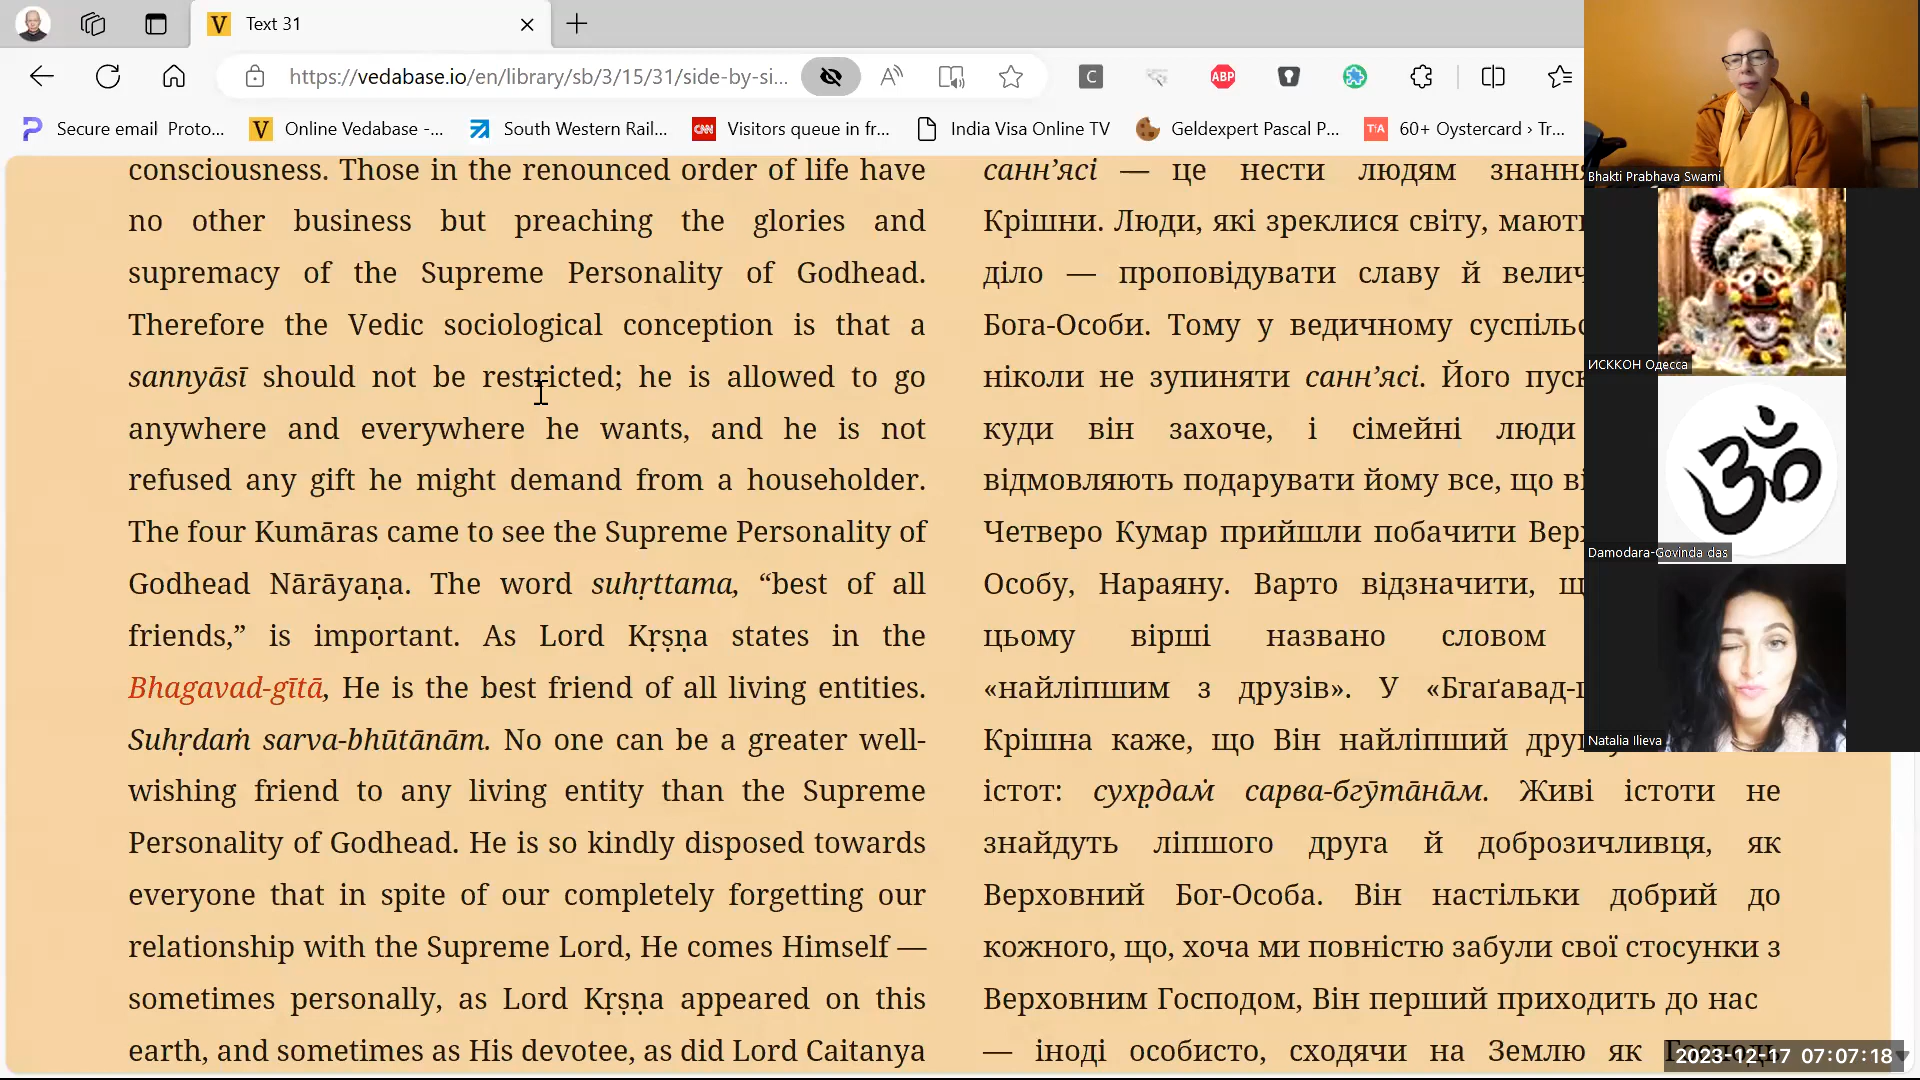 Text 31
https://vedabase.io/en/library/sb/3/15/31/side-by-si...
Secure email Proto...
Online Vedabase -...
South Western Rail...
Visitors queue in fr...
India Visa Online TV
Geldexpert Pascal P...
60+ Oystercard › Tr...
consciousness. Those in the renounced order of life have
no other business but preaching the glories and
supremacy of the Supreme Personality of Godhead.
Therefore the Vedic sociological conception is that a
sannyāsī should not be restricted; he is allowed to go
anywhere and everywhere he wants, and he is not
refused any gift he might demand from a householder.
The four Kumāras came to see the Supreme Personality of
Godhead Nārāyaṇa. The word suhṛttama, “best of all
friends,” is important. As Lord Kṛṣṇa states in the
Bhagavad-gītā, He is the best friend of all living entities.
Suhṛdaṁ sarva-bhūtānām. No one can be a greater well-
wishing friend to any living entity than the Supreme
Personality of Godhead. He is so kindly disposed towards
everyone that in spite of our completely forgetting our
relationship with the Supreme Lord, He comes Himself —
sometimes personally, as Lord Kṛṣṇa appeared on this
earth, and sometimes as His devotee, as did Lord Caitanya
санн’ясі — це нести людям знання
Крішни. Люди, які зреклися світу, мають
діло — проповідувати славу й велич
Бога-Особи. Тому у ведичному
ніколи не зупиняти санн’ясі. Його
куди він захоче, і сімейні люди
відмовляють подарувати йому все, що
Четверо Кумар прийшли побачити
Особу, Нараяну. Варто відзначити,
цьому вірші названо словом
«найліпшим з друзів». У
Крішна каже, що Він найліпший
істот: сухр̣дам̇ сарва-бгӯта̄на̄м. Живі істоти не
знайдуть ліпшого друга й доброзичливця, як
Верховний Бог-Особа. Він настільки добрий до
кожного, що, хоча ми повністю забули свої стосунки з
Верховним Господом, Він перший приходить до нас
— іноді особисто, сходячи на Землю як
Bhakti Prabhava Swami
ИСККОН Одесса
ॐ
Damodara-Govinda das
Natalia Ilieva
2023-12-17 07:07:18
C
ABP
CNN